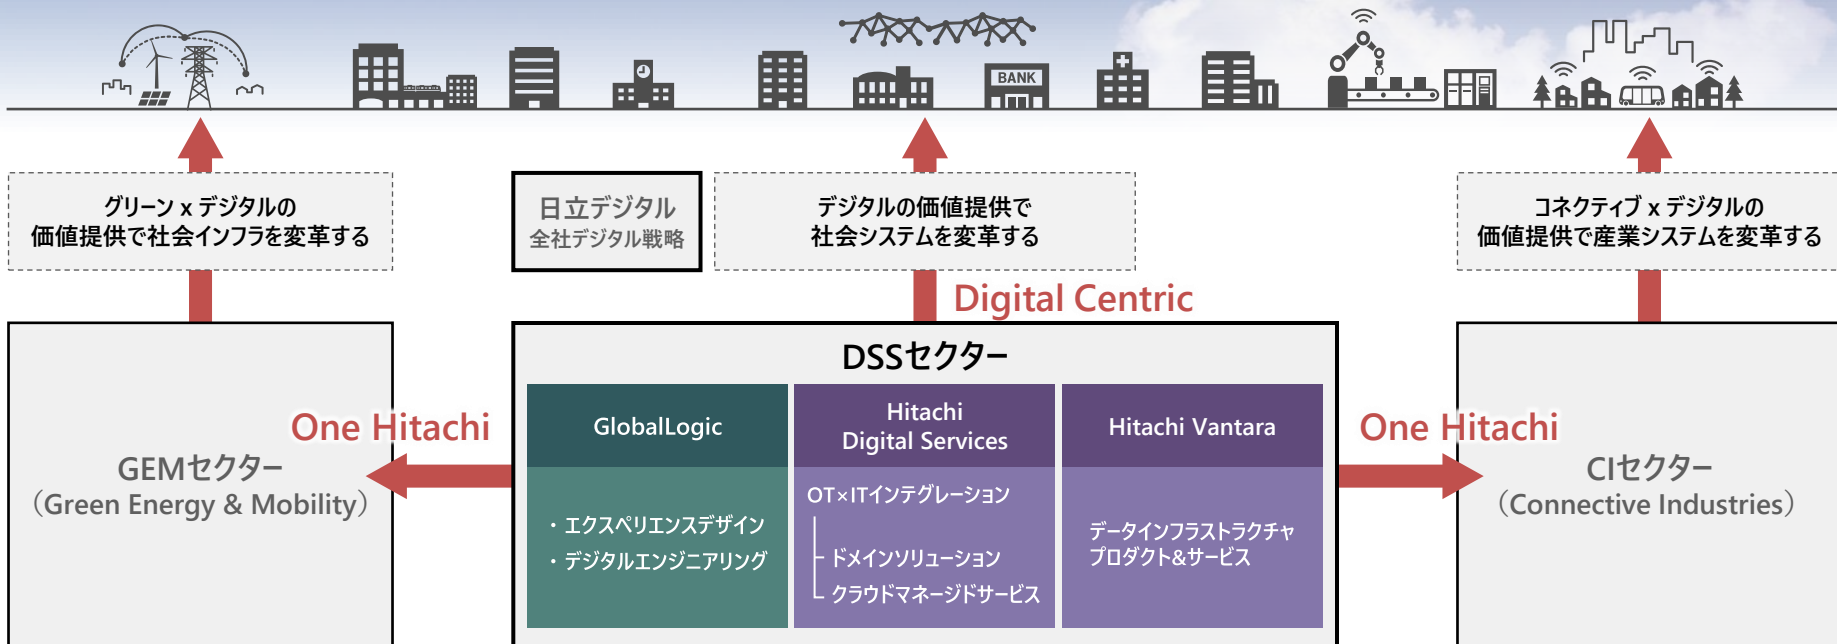 BANK
グリーン x デジタルの
価値提供で社会インフラを変革する
日立デジタル
全社デジタル戦略
デジタルの価値提供で
社会システムを変革する
コネクティブ x デジタルの
価値提供で産業システムを変革する
Digital Centric
DSSセクター
One Hitachi
GEMセクター
（Green Energy & Mobility）
GlobalLogic
・エクスペリエンスデザイン
・デジタルエンジニアリング
Hitachi
Digital Services
OT×ITインテグレーション
ドメインソリューション
クラウドマネージドサービス
Hitachi Vantara
データインフラストラクチャ
プロダクト&サービス
One Hitachi
CIセクター
（Connective Industries）